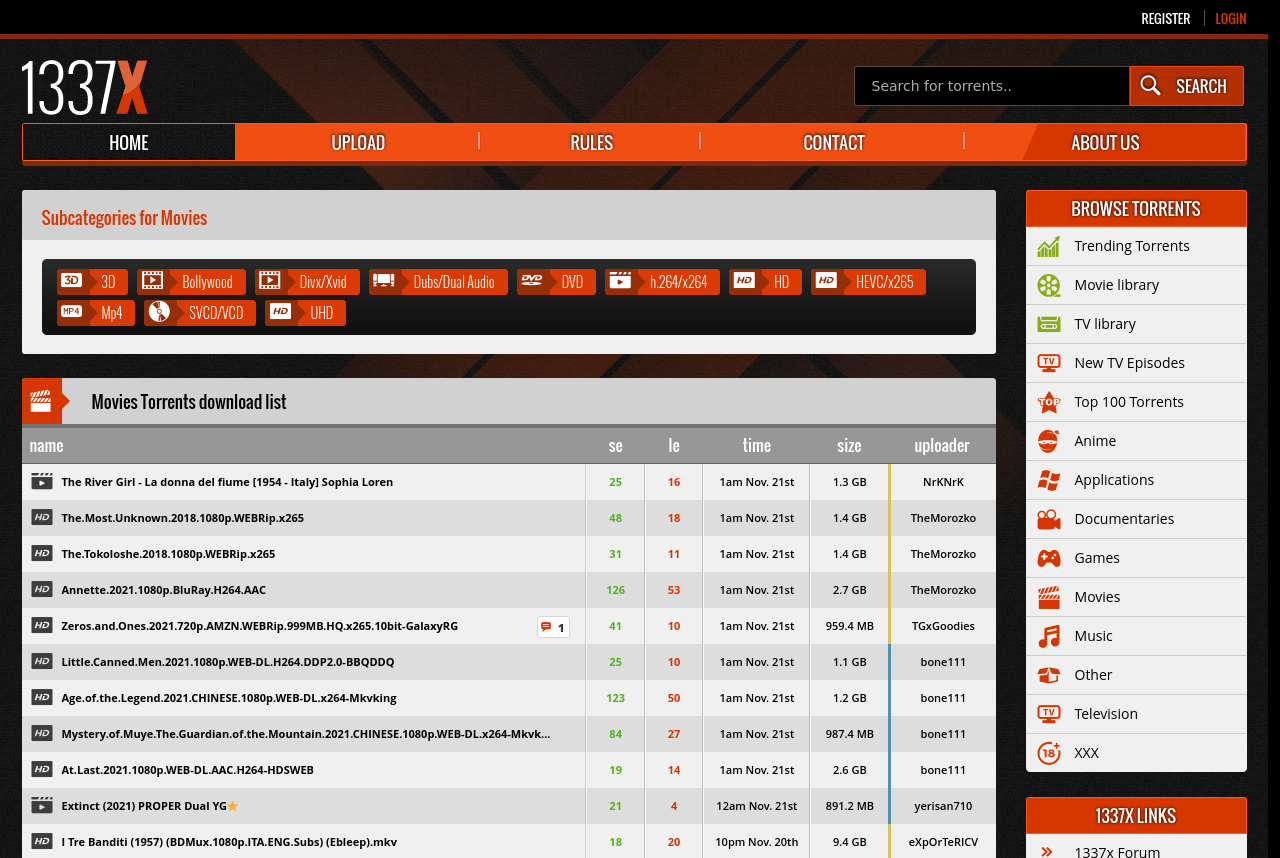 REGISTER LOGIN
1337X
Search for torrents.. SEARCH
HOME UPLOAD RULES CONTACT ABOUT US
Subcategories for Movies
3D 3D Bollywood Divx/Xvid Dubs/Dual Audio DVD DVD h.264/x264 HD HD HD HEVC/x265
MP4 Mp4 SVCD/VCD HD UHD
Movies Torrents download list
name se le time size uploader
The River Girl - La donna del fiume [1954 - Italy] Sophia Loren 25 16 1am Nov. 21st 1.3 GB NrKNrK
HD The.Most.Unknown.2018.1080p.WEBRip.x265 48 18 1am Nov. 21st 1.4 GB TheMorozko
HD The.Tokoloshe.2018.1080p.WEBRip.x265 31 11 1am Nov. 21st 1.4 GB TheMorozko
HD Annette.2021.1080p.BluRay.H264.AAC 126 53 1am Nov. 21st 2.7 GB TheMorozko
HD Zeros.and.Ones.2021.720p.AMZN.WEBRip.999MB.HQ.x265.10bit-GalaxyRG 1 41 10 1am Nov. 21st 959.4 MB TGxGoodies
HD Little.Canned.Men.2021.1080p.WEB-DL.H264.DDP2.0-BBQDDQ 25 10 1am Nov. 21st 1.1 GB bone111
HD Age.of.the.Legend.2021.CHINESE.1080p.WEB-DL.x264-Mkvking 123 50 1am Nov. 21st 1.2 GB bone111
HD Mystery.of.Muye.The.Guardian.of.the.Mountain.2021.CHINESE.1080p.WEB-DL.x264-Mkvk... 84 27 1am Nov. 21st 987.4 MB bone111
HD At.Last.2021.1080p.WEB-DL.AAC.H264-HDSWEB 19 14 1am Nov. 21st 2.6 GB bone111
Extinct (2021) PROPER Dual YG 21 4 12am Nov. 21st 891.2 MB yerisan710
HD I Tre Banditi (1957) (BDMux.1080p.ITA.ENG.Subs) (Ebleep).mkv 18 20 10pm Nov. 20th 9.4 GB eXpOrTeRICV
BROWSE TORRENTS
Trending Torrents
Movie library
TV library
TV New TV Episodes
TOP Top 100 Torrents
Anime
Applications
Documentaries
Games
Movies
Music
Other
TV Television
18+ XXX
1337X LINKS
1337x Forum